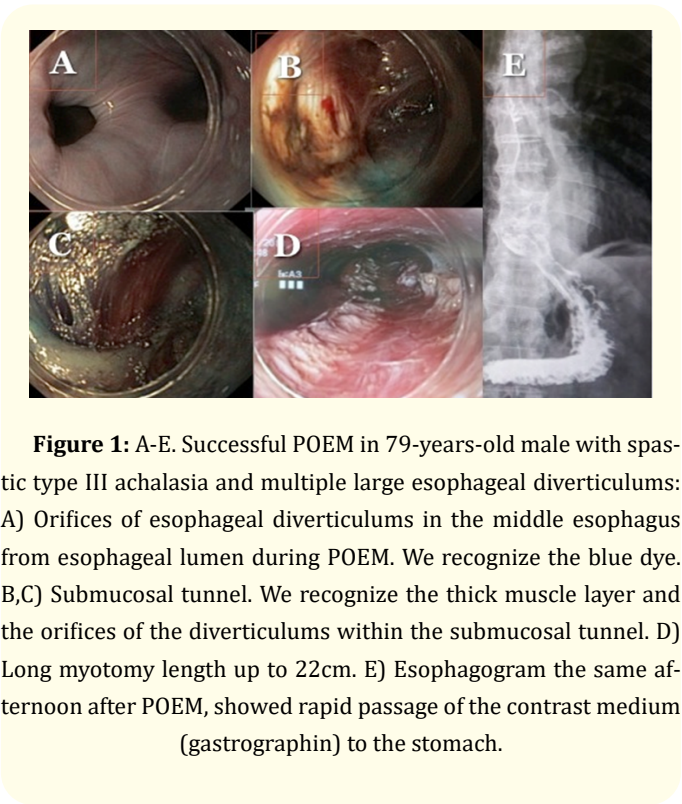 A
B
E
C
D
Figure 1: A-E. Successful POEM in 79-years-old male with spas-
tic type III achalasia and multiple large esophageal diverticulums:
A) Orifices of esophageal diverticulums in the middle esophagus
from esophageal lumen during POEM. We recognize the blue dye.
B,C) Submucosal tunnel. We recognize the thick muscle layer and
the orifices of the diverticulums within the submucosal tunnel. D)
Long myotomy length up to 22cm. E) Esophagogram the same af-
ternoon after POEM, showed rapid passage of the contrast medium
(gastrographin) to the stomach.